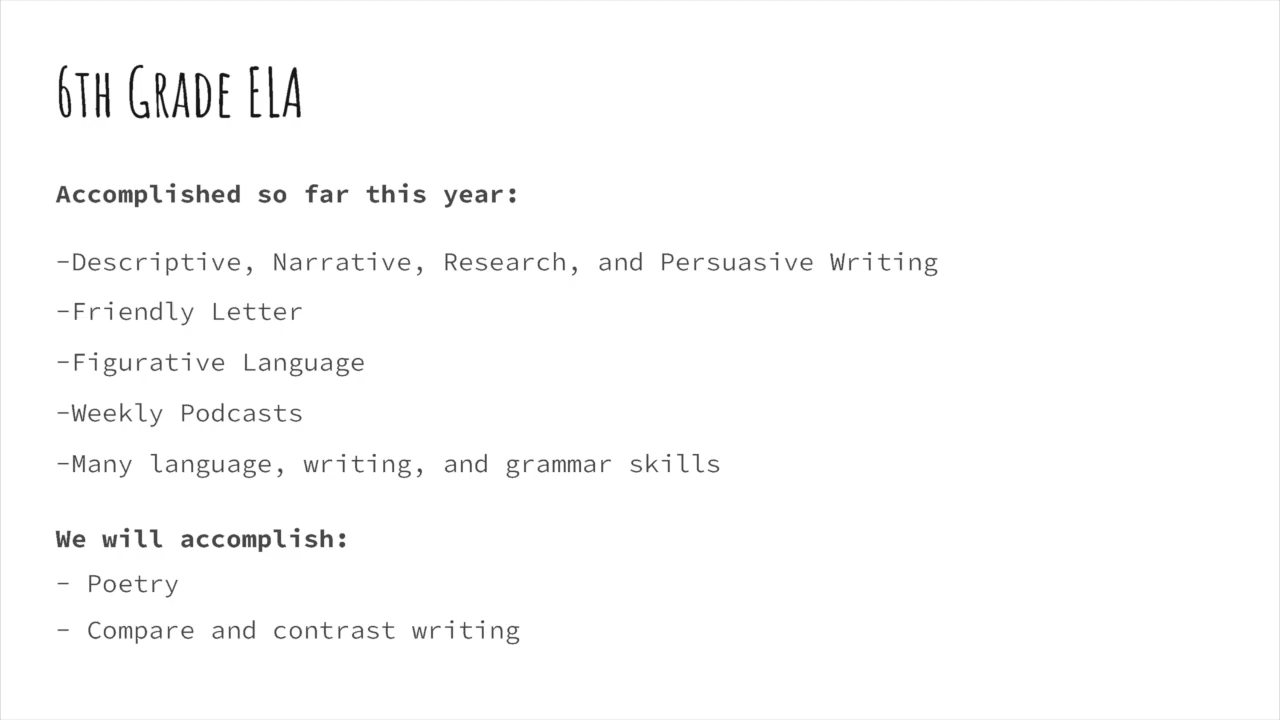 6th Grade ELA
Accomplished so far this year:
-Descriptive, Narrative, Research, and Persuasive Writing
-Friendly Letter
-Figurative Language
-Weekly Podcasts
-Many language, writing, and grammar skills
We will accomplish:
- Poetry
- Compare and contrast writing